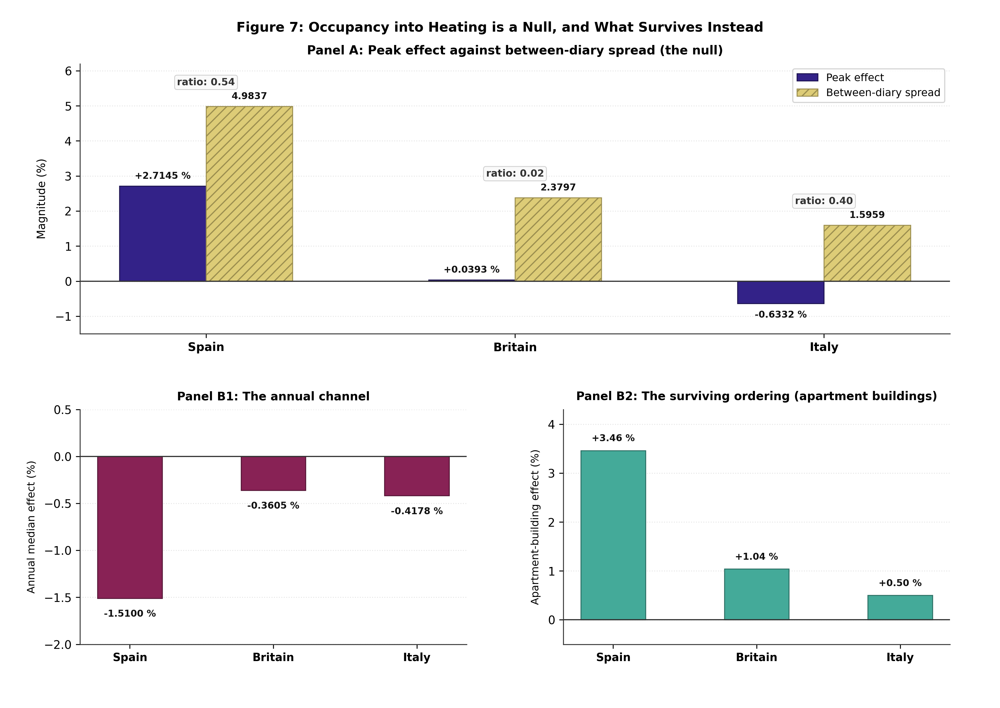 Figure 7: Occupancy into Heating is a Null, and What Survives Instead
Panel A: Peak effect against between-diary spread (the null)
Magnitude (%)
6
5
4
3
2
1
0
−1
ratio: 0.54
4.9837
+2.7145 %
ratio: 0.02
2.3797
+0.0393 %
ratio: 0.40
1.5959
-0.6332 %
Peak effect
Between-diary spread
Spain
Britain
Italy
Panel B1: The annual channel
Annual median effect (%)
0.5
0.0
−0.5
−1.0
−1.5
−2.0
-1.5100 %
-0.3605 %
-0.4178 %
Spain
Britain
Italy
Panel B2: The surviving ordering (apartment buildings)
Apartment-building effect (%)
4
3
2
1
0
+3.46 %
+1.04 %
+0.50 %
Spain
Britain
Italy